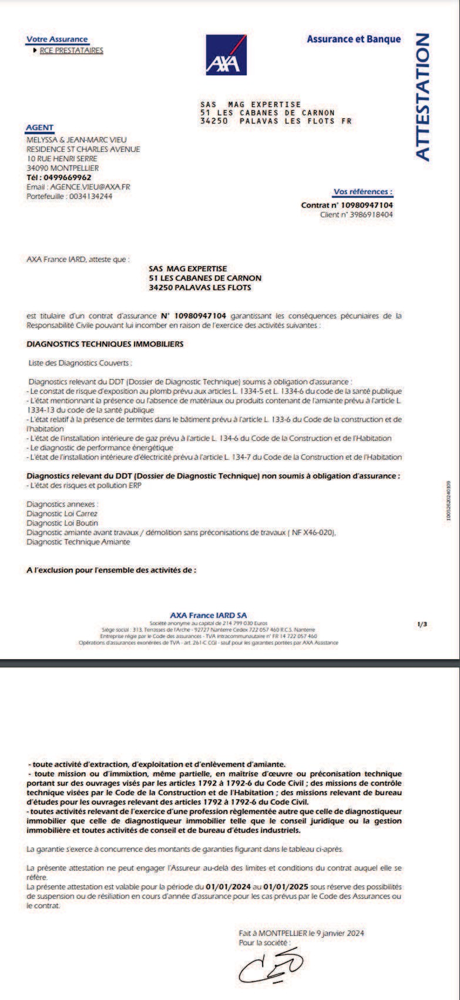 Votre Assurance
RCE PRESTATAIRES
AXA
Assurance et Banque
ATTESTATION
SAS MAG EXPERTISE
51 LES CABANES DE CARNON
34250 PALAVAS LES FLOTS FR
AGENT
MELYSSA & JEAN-MARC VIEU
RESIDENCE ST CHARLES AVENUE
10 RUE HENRI SERRE
34090 MONTPELLIER
Tél : 0499669962
Email : AGENCE.VIEU@AXA.FR
Portefeuille : 0034134244
Vos références :
Contrat n° 10980947104
Client n° 3986918404
AXA France IARD, atteste que :
SAS MAG EXPERTISE
51 LES CABANES DE CARNON
34250 PALAVAS LES FLOTS
est titulaire d'un contrat d'assurance N° 10980947104 garantissant les conséquences pécuniaires de la
Responsabilité Civile pouvant lui incomber en raison de l'exercice des activités suivantes :
DIAGNOSTICS TECHNIQUES IMMOBILIERS
Liste des Diagnostics Couverts :
Diagnostics relevant du DDT (Dossier de Diagnostic Technique) soumis à obligation d'assurance :
- Le constat de risque d'exposition au plomb prévu aux articles L. 1334-5 et L. 1334-6 du code de la santé publique
- L'état mentionnant la présence ou l'absence de matériaux ou produits contenant de l'amiante prévu à l'article L.
1334-13 du code de la santé publique
- L'état relatif à la présence de termites dans le bâtiment prévu à l'article L. 133-6 du Code de la construction et de
l'habitation
- L'état de l'installation intérieure de gaz prévu à l'article L. 134-6 du Code de la Construction et de l'Habitation
- Le diagnostic de performance énergétique
- L'état de l'installation intérieure d'électricité prévu à l'article L. 134-7 du Code de la Construction et de l'Habitation
Diagnostics relevant du DDT (Dossier de Diagnostic Technique) non soumis à obligation d'assurance :
- L'état des risques et pollution ERP
Diagnostics annexes :
Diagnostic Loi Carrez
Diagnostic Loi Boutin
Diagnostic amiante avant travaux / démolition sans préconisations de travaux ( NF X46-020),
Diagnostic Technique Amiante
A l'exclusion pour l'ensemble des activités de :
10052620240109
AXA France IARD SA
Société anonyme au capital de 214 799 030 Euros
Siège social : 313, Terrasses de l'Arche - 92727 Nanterre Cedex 722 057 460 R.C.S. Nanterre
Entreprise régie par le Code des assurances - TVA intracommunautaire n° FR 14 722 057 460
Opérations d'assurances exonérées de TVA - art. 261-C CGI - sauf pour les garanties portées par AXA Assistance
1/3
- toute activité d'extraction, d'exploitation et d'enlèvement d'amiante.
- toute mission ou d'immixtion, même partielle, en maîtrise d'œuvre ou préconisation technique
portant sur des ouvrages visés par les articles 1792 à 1792-6 du Code Civil ; des missions de contrôle
technique visées par le Code de la Construction et de l'Habitation ; des missions relevant de bureau
d'études pour les ouvrages relevant des articles 1792 à 1792-6 du Code Civil.
- toutes activités relevant de l'exercice d'une profession règlementée autre que celle de diagnostiqueur
immobilier que celle de diagnostiqueur immobilier telle que le conseil juridique ou la gestion
immobilière et toutes activités de conseil et de bureau d'études industriels.
La garantie s'exerce à concurrence des montants de garanties figurant dans le tableau ci-après.
La présente attestation ne peut engager l'Assureur au-delà des limites et conditions du contrat auquel elle se
réfère.
La présente attestation est valable pour la période du 01/01/2024 au 01/01/2025 sous réserve des possibilités
de suspension ou de résiliation en cours d'année d'assurance pour les cas prévus par le Code des Assurances ou
le contrat.
Fait à MONTPELLIER le 9 janvier 2024
Pour la société :